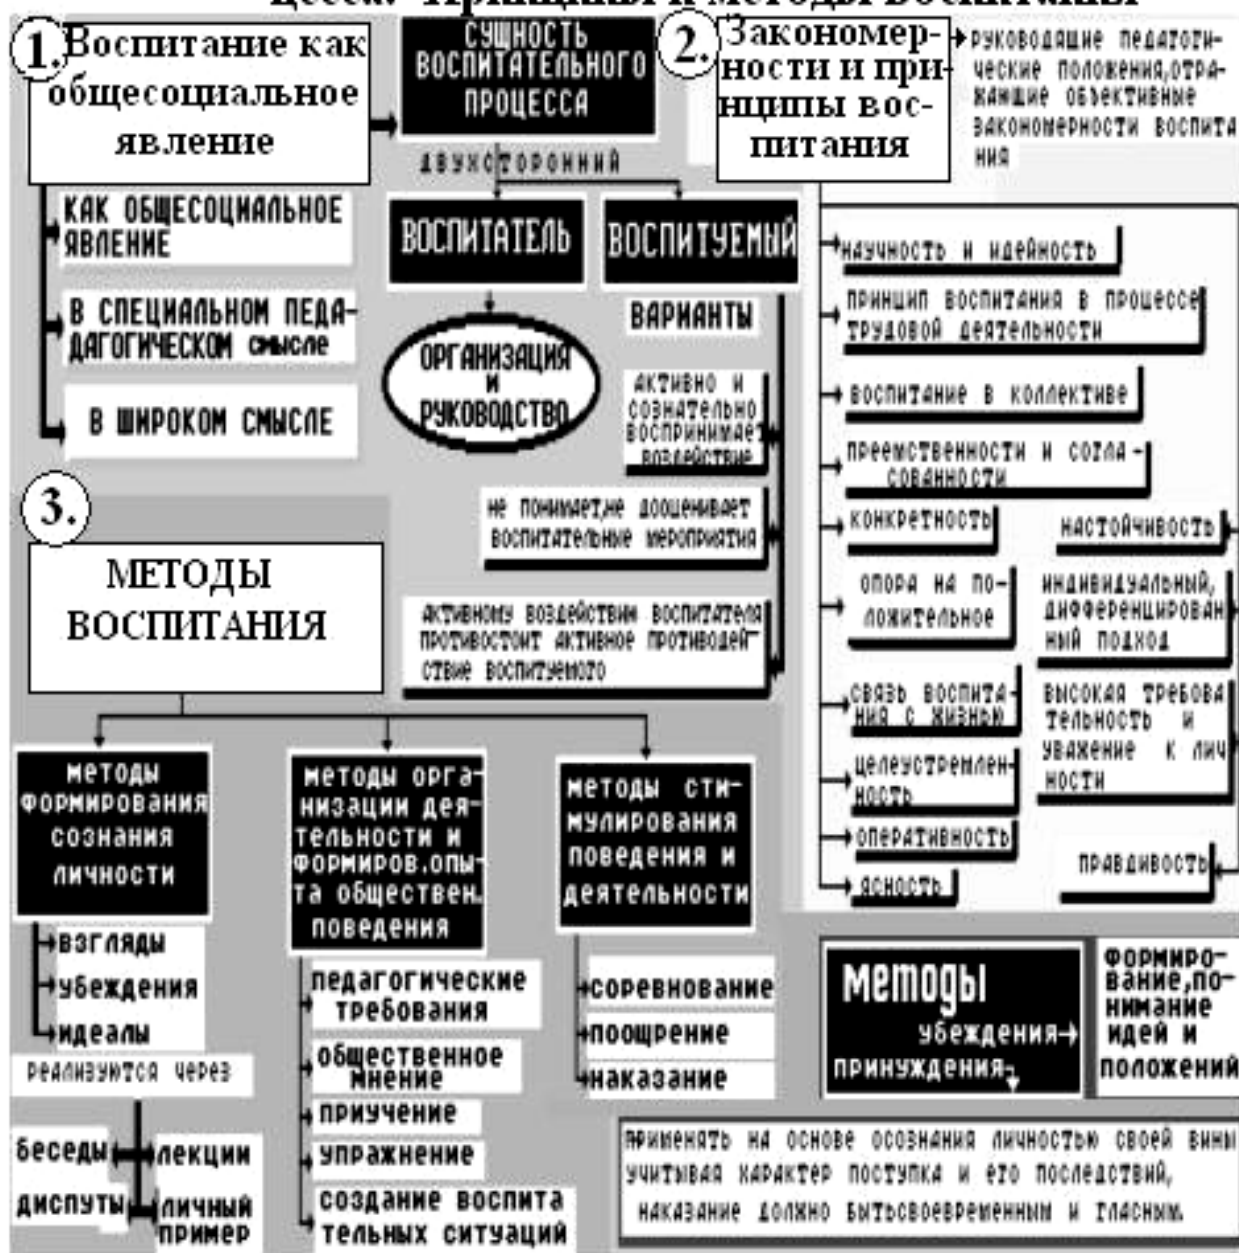 цесса. Принципы и методы воспитания
1.
Воспитание как
общесоциальное
явление
СУЩНОСТЬ
ВОСПИТАТЕЛЬНОГО
ПРОЦЕССА
ДВУХСТОРОННИЙ
КАК ОБЩЕСОЦИАЛЬНОЕ
ЯВЛЕНИЕ
В СПЕЦИАЛЬНОМ ПЕДА-
ДАГОГИЧЕСКОМ СМЫСЛЕ
В ШИРОКОМ СМЫСЛЕ
ВОСПИТАТЕЛЬ
ВОСПИТУЕМЫЙ
ОРГАНИЗАЦИЯ
И
РУКОВОДСТВО
ВАРИАНТЫ
АКТИВНО И
СОЗНАТЕЛЬНО
ВОСПРИНИМАЕТ
ВОЗДЕЙСТВИЕ
НЕ ПОНИМАЕТ,НЕ ДООЦЕНИВАЕТ
ВОСПИТАТЕЛЬНЫЕ МЕРОПРИЯТИЯ
АКТИВНОМУ ВОЗДЕЙСТВИЮ ВОСПИТАТЕЛЯ
ПРОТИВОСТОИТ АКТИВНОЕ ПРОТИВОДЕЙ-
СТВИЕ ВОСПИТУЕМОГО
2.
Закономер-
ности и при-
нципы вос-
питания
РУКОВОДЯЩИЕ ПЕДАГОГИ-
ЧЕСКИЕ ПОЛОЖЕНИЯ,ОТРА-
ЖАЮЩИЕ ОБЪЕКТИВНЫЕ
ЗАКОНОМЕРНОСТИ ВОСПИТА
НИЯ
НАУЧНОСТЬ И ИДЕЙНОСТЬ
ПРИНЦИП ВОСПИТАНИЯ В ПРОЦЕССЕ
ТРУДОВОЙ ДЕЯТЕЛЬНОСТИ
ВОСПИТАНИЕ В КОЛЛЕКТИВЕ
ПРЕЕМСТВЕННОСТИ И СОГЛА-
СОВАННОСТИ
КОНКРЕТНОСТЬ
НАСТОЙЧИВОСТЬ
ОПОРА НА ПО-
ЛОЖИТЕЛЬНОЕ
ИНДИВИДУАЛЬНЫЙ,
ДИФФЕРЕНЦИРОВАН
НЫЙ ПОДХОД
СВЯЗЬ ВОСПИТА-
НИЯ С ЖИЗНЬЮ
ВЫСОКАЯ ТРЕБОВА
ТЕЛЬНОСТЬ И
УВАЖЕНИЕ К ЛИЧ
НОСТИ
ЦЕЛЕУСТРЕМЛЕН-
НОСТЬ
ОПЕРАТИВНОСТЬ
ПРАВДИВОСТЬ
ЯСНОСТЬ
3.
МЕТОДЫ
ВОСПИТАНИЯ
МЕТОДЫ
ФОРМИРОВАНИЯ
СОЗНАНИЯ
ЛИЧНОСТИ
взгляды
убеждения
идеалы
РЕАЛИЗУЮТСЯ ЧЕРЕЗ
беседы
лекции
диспуты
личный
пример
МЕТОДЫ ОРГА-
НИЗАЦИИ ДЕЯ-
ТЕЛЬНОСТИ И
ФОРМИРОВ.ОПЫ-
ТА ОБЩЕСТВЕН.
ПОВЕДЕНИЯ
педагогические
требования
общественное
мнение
приучение
упражнение
создание воспита
тельных ситуаций
МЕТОДЫ СТИ-
МУЛИРОВАНИЯ
ПОВЕДЕНИЯ И
ДЕЯТЕЛЬНОСТИ
соревнование
поощрение
наказание
методы
убеждения
принуждения
Формиро-
вание,по-
нимание
идей и
положений
ПРИМЕНЯТЬ НА ОСНОВЕ ОСОЗНАНИЯ ЛИЧНОСТЬЮ СВОЕЙ ВИНЫ
УЧИТЫВАЯ ХАРАКТЕР ПОСТУПКА И ЕГО ПОСЛЕДСТВИЙ,
НАКАЗАНИЕ ДОЛЖНО БЫТЬСВОЕВРЕМЕННЫМ И ГЛАСНЫМ.